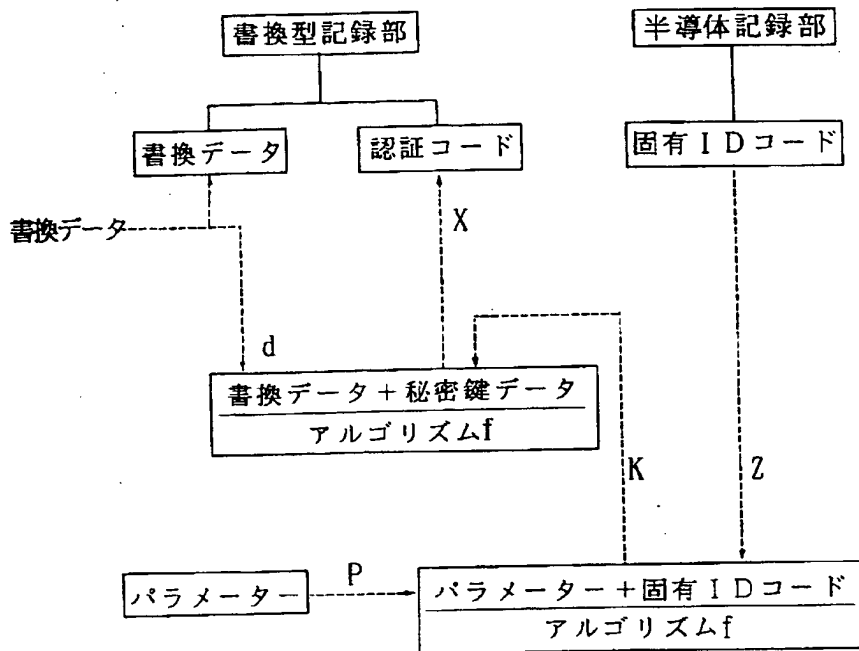 書換型記録部
半導体記録部
書換データ
認証コード
固有IDコード
書換データ
X
d
書換データ+秘密鍵データ
アルゴリズムf
K
Z
パラメーター
P
パラメーター+固有IDコード
アルゴリズムf